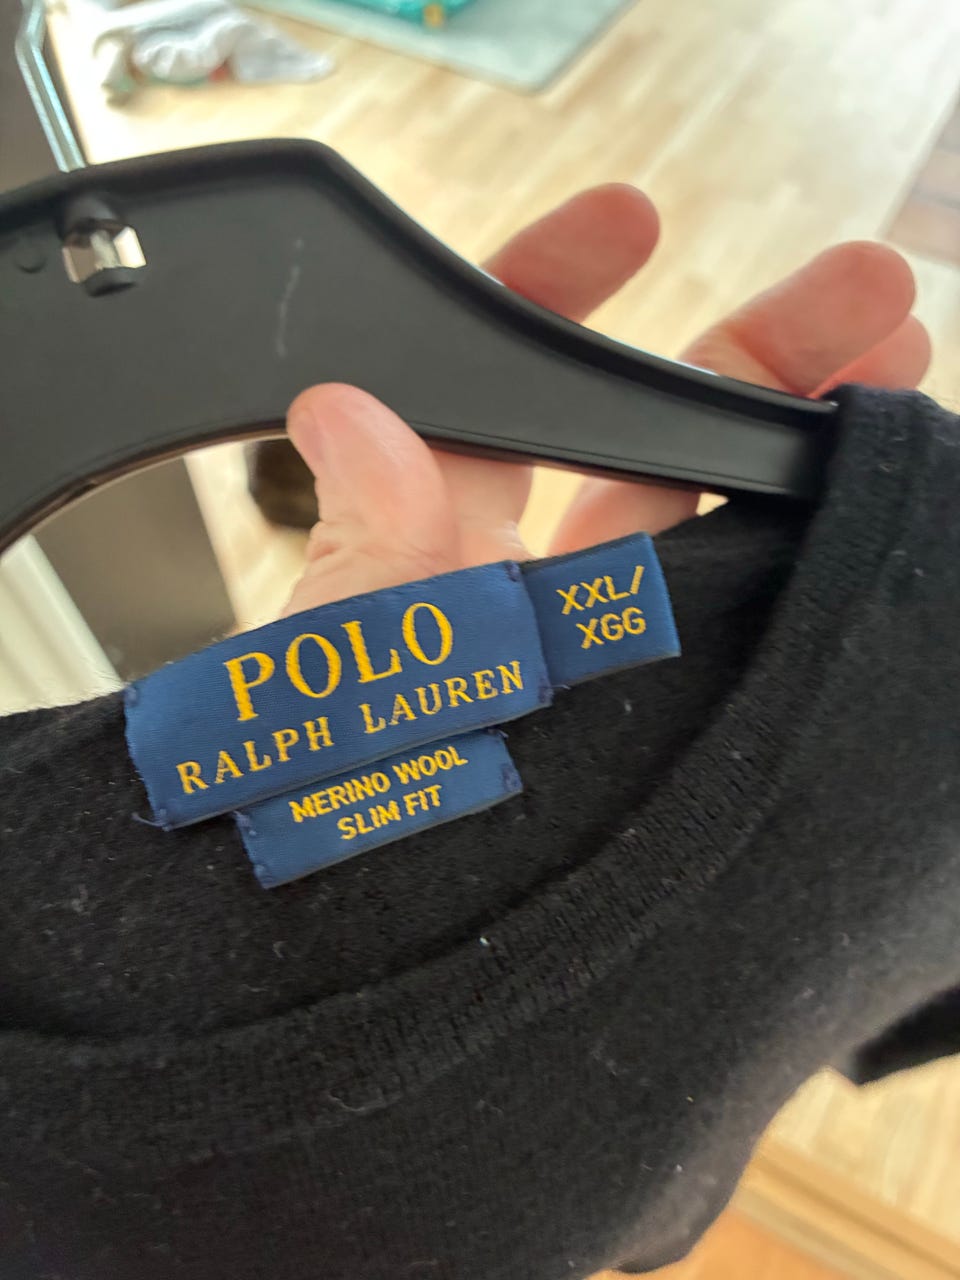 POLO
RALPH LAUREN
XXL/
XGG
MERINO WOOL
SLIM FIT